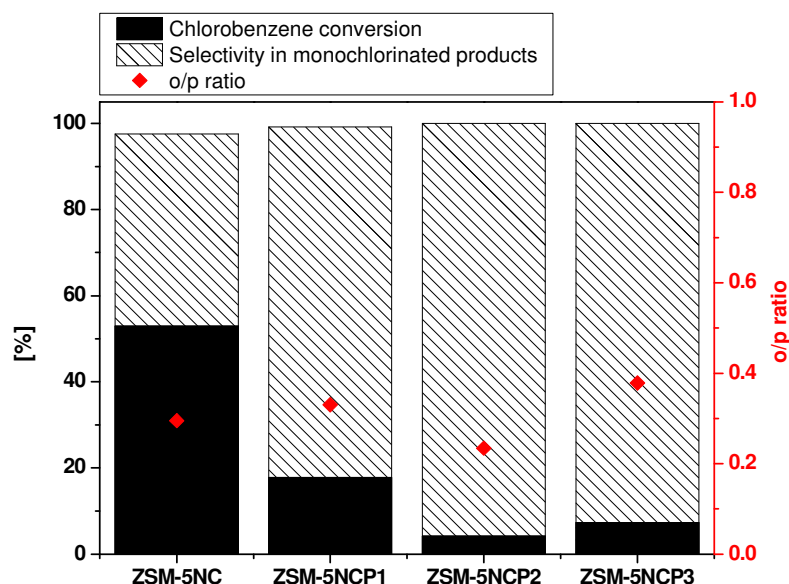 Chlorobenzene conversion
Selectivity in monochlorinated products
o/p ratio
100
80
60
40
20
0
[%]
1.0
0.8
0.6
0.4
0.2
0.0
o/p ratio
ZSM-5NC ZSM-5NCP1 ZSM-5NCP2 ZSM-5NCP3